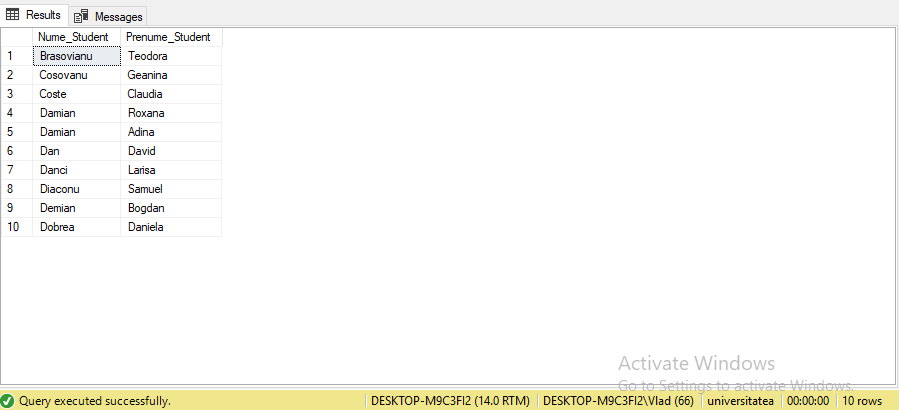 Results Messages
Nume_Student Prenume_Student
1 Brasovianu Teodora
2 Cosovanu Geanina
3 Coste Claudia
4 Damian Roxana
5 Damian Adina
6 Dan David
7 Danci Larisa
8 Diaconu Samuel
9 Demian Bogdan
10 Dobrea Daniela
Activate Windows
Go to Settings to activate Windows.
Query executed successfully. DESKTOP-M9C3FI2 (14.0 RTM) DESKTOP-M9C3FI2\Vlad (66) universitatea 00:00:00 10 rows